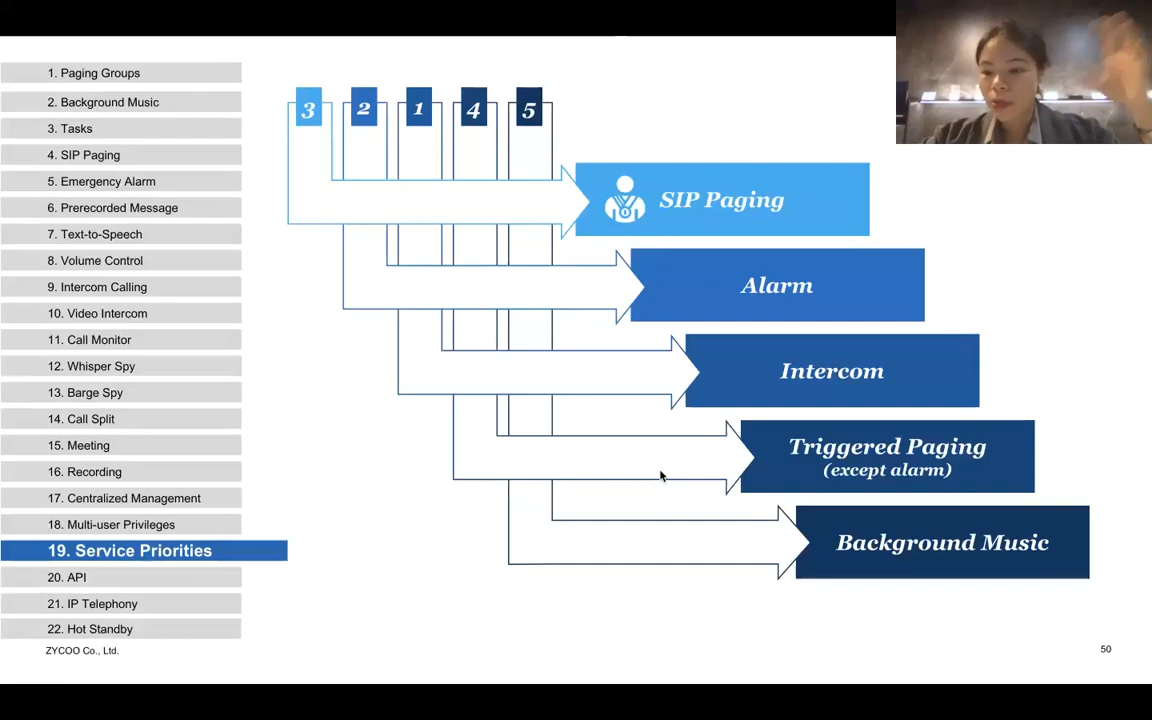 1. Paging Groups
2. Background Music
3. Tasks
4. SIP Paging
5. Emergency Alarm
6. Prerecorded Message
7. Text-to-Speech
8. Volume Control
9. Intercom Calling
10. Video Intercom
11. Call Monitor
12. Whisper Spy
13. Barge Spy
14. Call Split
15. Meeting
16. Recording
17. Centralized Management
18. Multi-user Privileges
19. Service Priorities
20. API
21. IP Telephony
22. Hot Standby
ZYCOO Co., Ltd.
3 2 1 4 5
SIP Paging
Alarm
Intercom
Triggered Paging
(except alarm)
Background Music
50